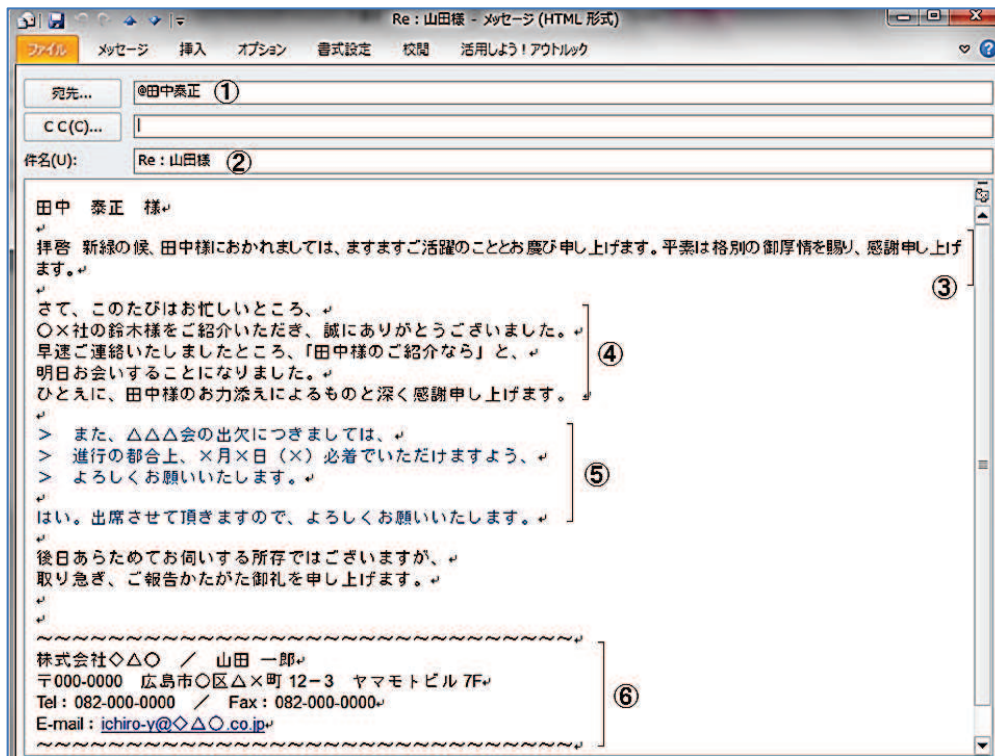 Re：山田様 - メッセージ (HTML 形式)
ファイル メッセージ 挿入 オプション 書式設定 校閲 活用しよう！アウトルック
宛先... @田中泰正 ①
ＣＣ(C)...
件名(U): Re：山田様 ②
田中　泰正　様↵
↵
拝啓 新緑の候、田中様におかれましては、ますますご活躍のこととお慶び申し上げます。平素は格別の御厚情を賜り、感謝申し上げ
ます。↵
③
↵
さて、このたびはお忙しいところ、↵
○×社の鈴木様をご紹介いただき、誠にありがとうございました。↵
早速ご連絡いたしましたところ、「田中様のご紹介なら」と、↵
④
明日お会いすることになりました。↵
ひとえに、田中様のお力添えによるものと深く感謝申し上げます。↵
↵
＞　また、△△△会の出欠につきましては、↵
＞　進行の都合上、×月×日（×）必着でいただけますよう、↵
＞　よろしくお願いいたします。↵
⑤
↵
はい。出席させて頂きますので、よろしくお願いいたします。↵
↵
後日あらためてお伺いする所存ではございますが、↵
取り急ぎ、ご報告かたがた御礼を申し上げます。↵
↵
↵
～～～～～～～～～～～～～～～～～～～～～～～～～～～～↵
株式会社◇△○　／　山田 一郎↵
〒000-0000　広島市○区△×町 12－3　ヤマモトビル 7F↵
Tel：082-000-0000　／　Fax：082-000-0000↵
⑥
E-mail：ichiro-y@◇△○.co.jp↵
～～～～～～～～～～～～～～～～～～～～～～～～～～～～↵